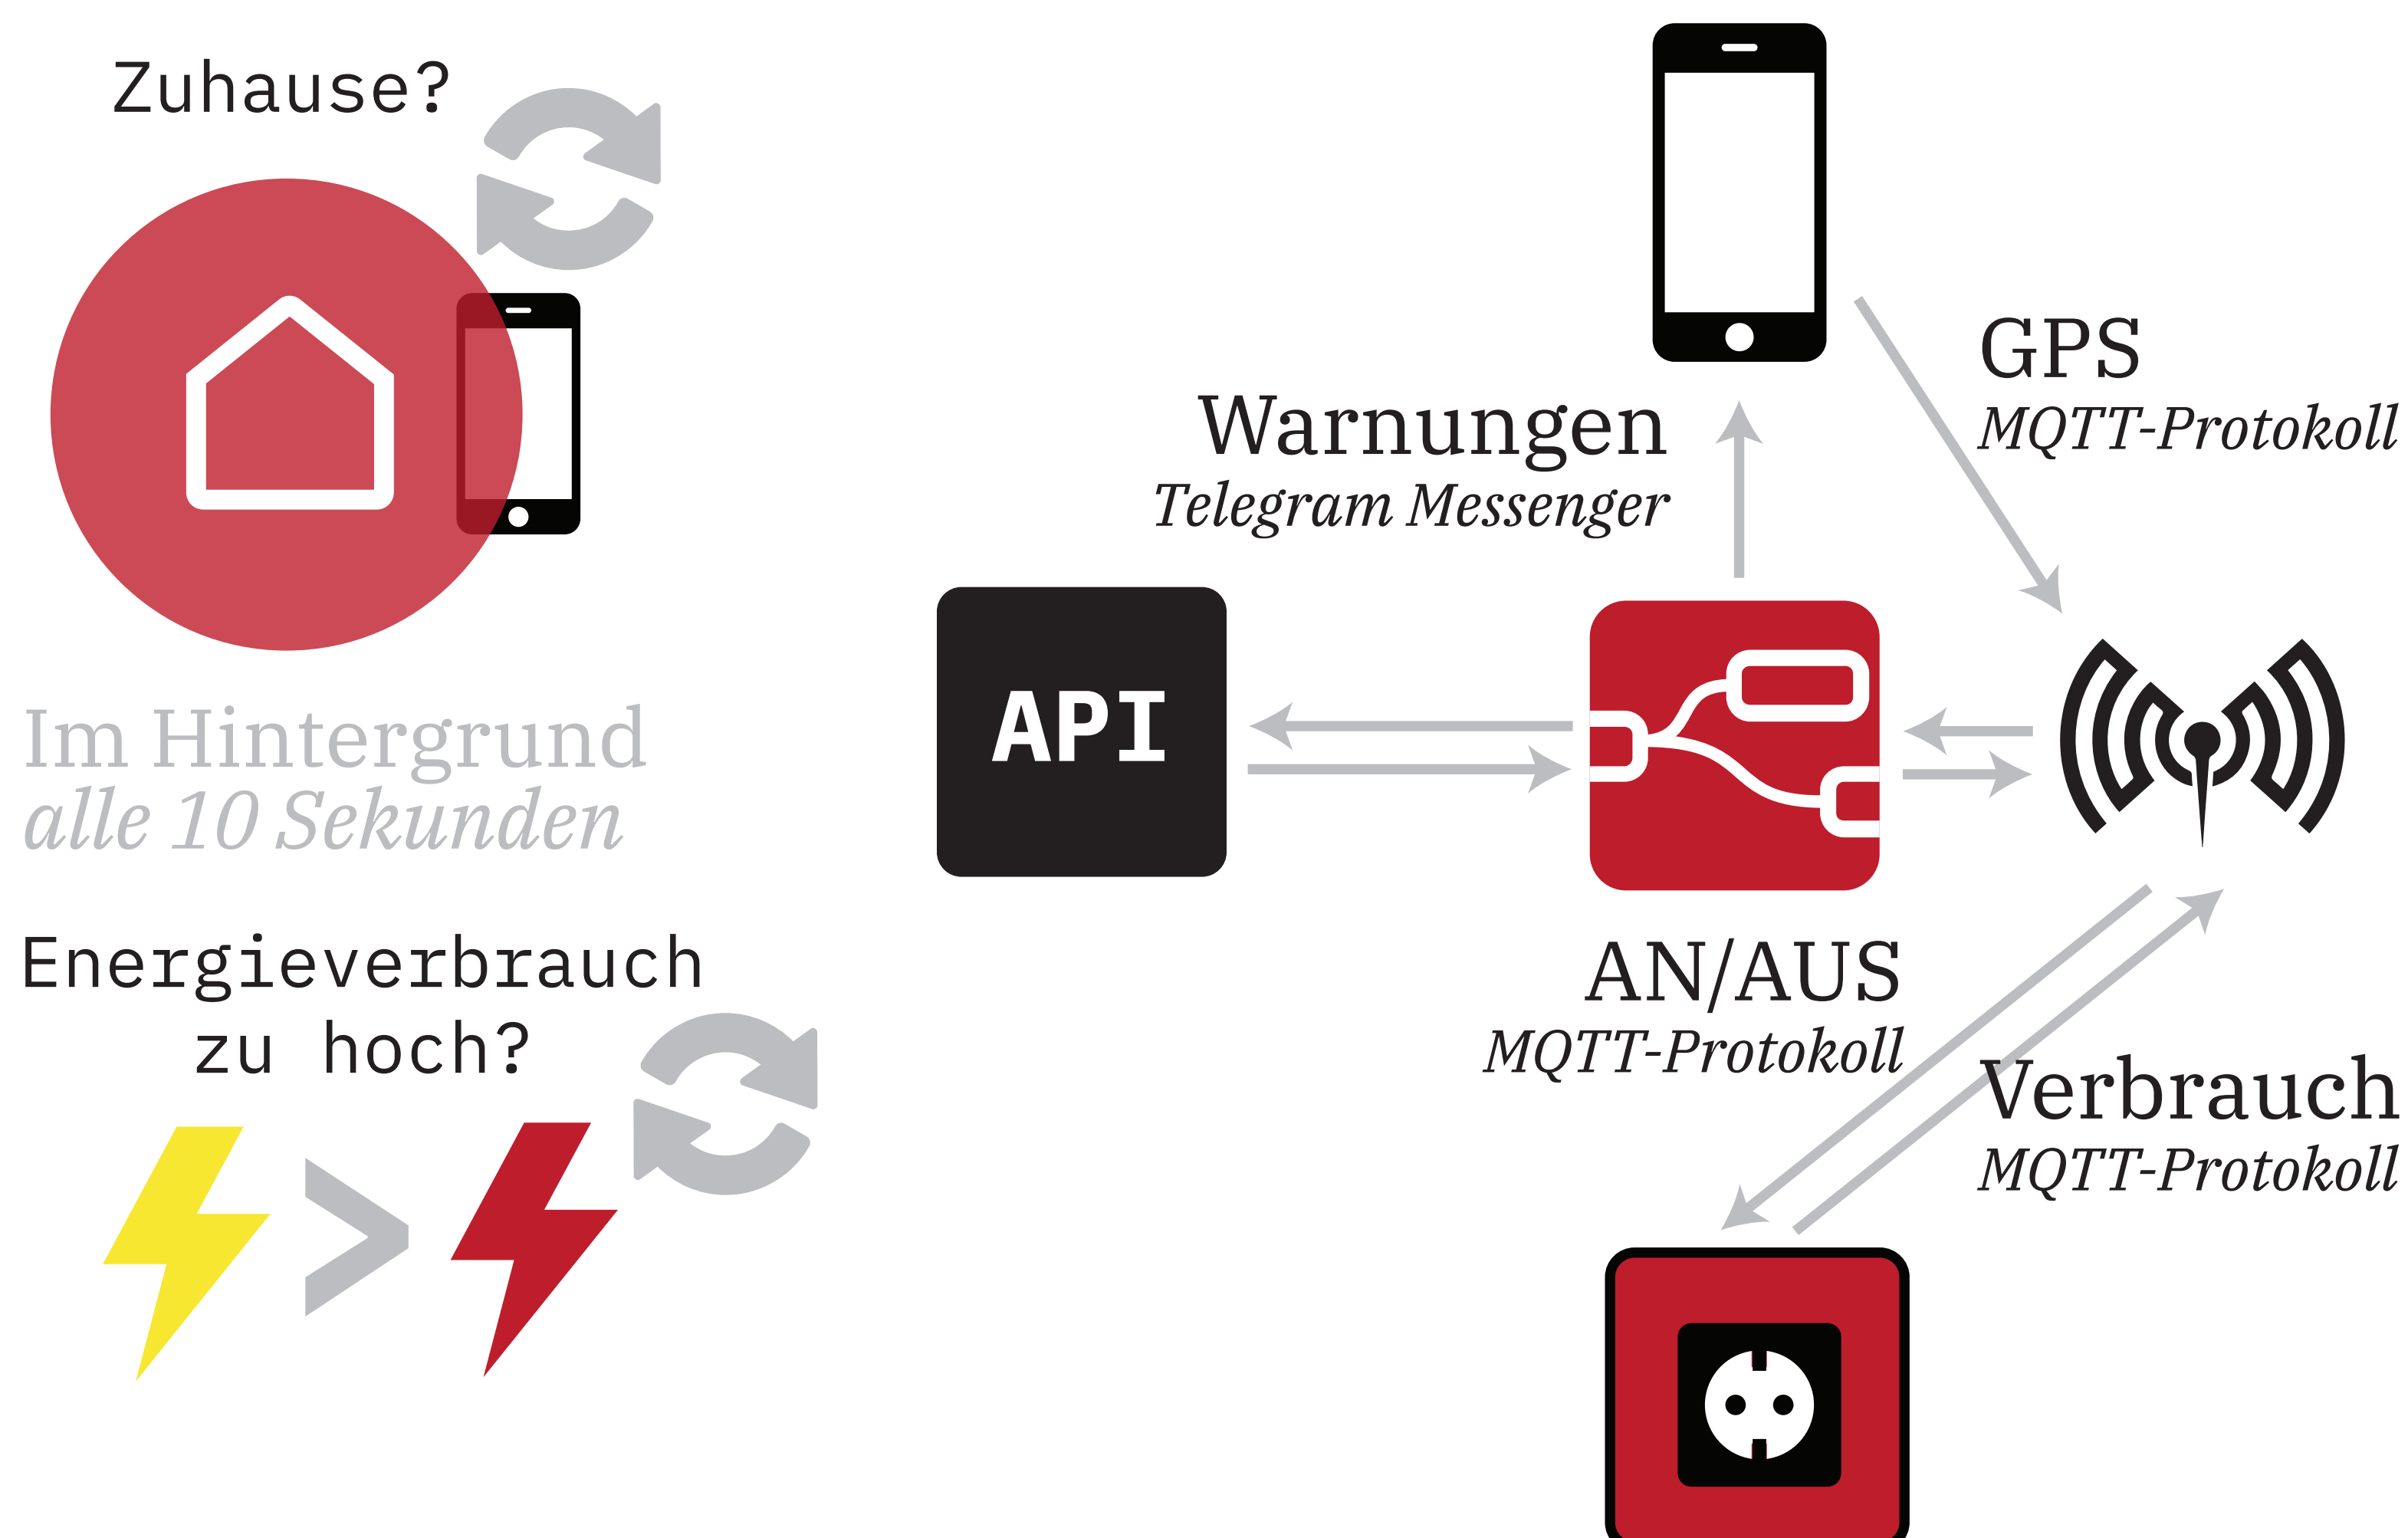 Zuhause?
Im Hintergrund
alle 10 Sekunden
Energieverbrauch
zu hoch?
GPS
MQTT-Protokoll
Warnungen
Telegram Messenger
API
AN/AUS
MQTT-Protokoll
Verbrauch
MQTT-Protokoll